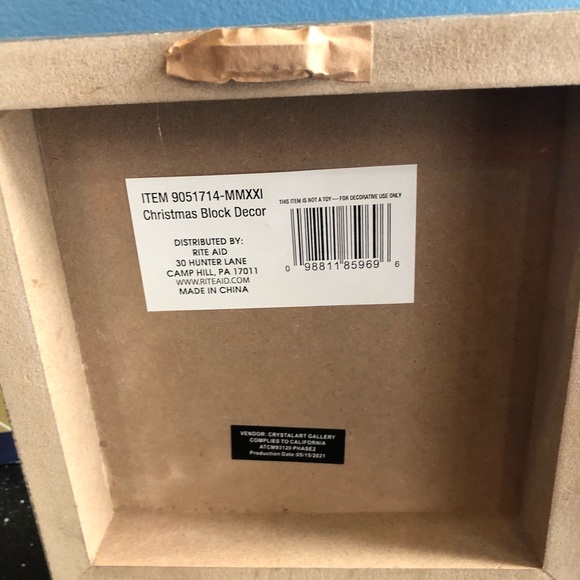 ITEM 9051714-MMXXI
Christmas Block Decor
DISTRIBUTED BY:
RITE AID
30 HUNTER LANE
CAMP HILL, PA 17011
WWW.RITEAID.COM
MADE IN CHINA
THIS ITEM IS NOT A TOY — FOR DECORATIVE USE ONLY
0 98811 85969 6
VENDOR: CRYSTALART GALLERY
COMPLIES TO CALIFORNIA
ATCM93120 PHASE2
Production Date:05/15/2021